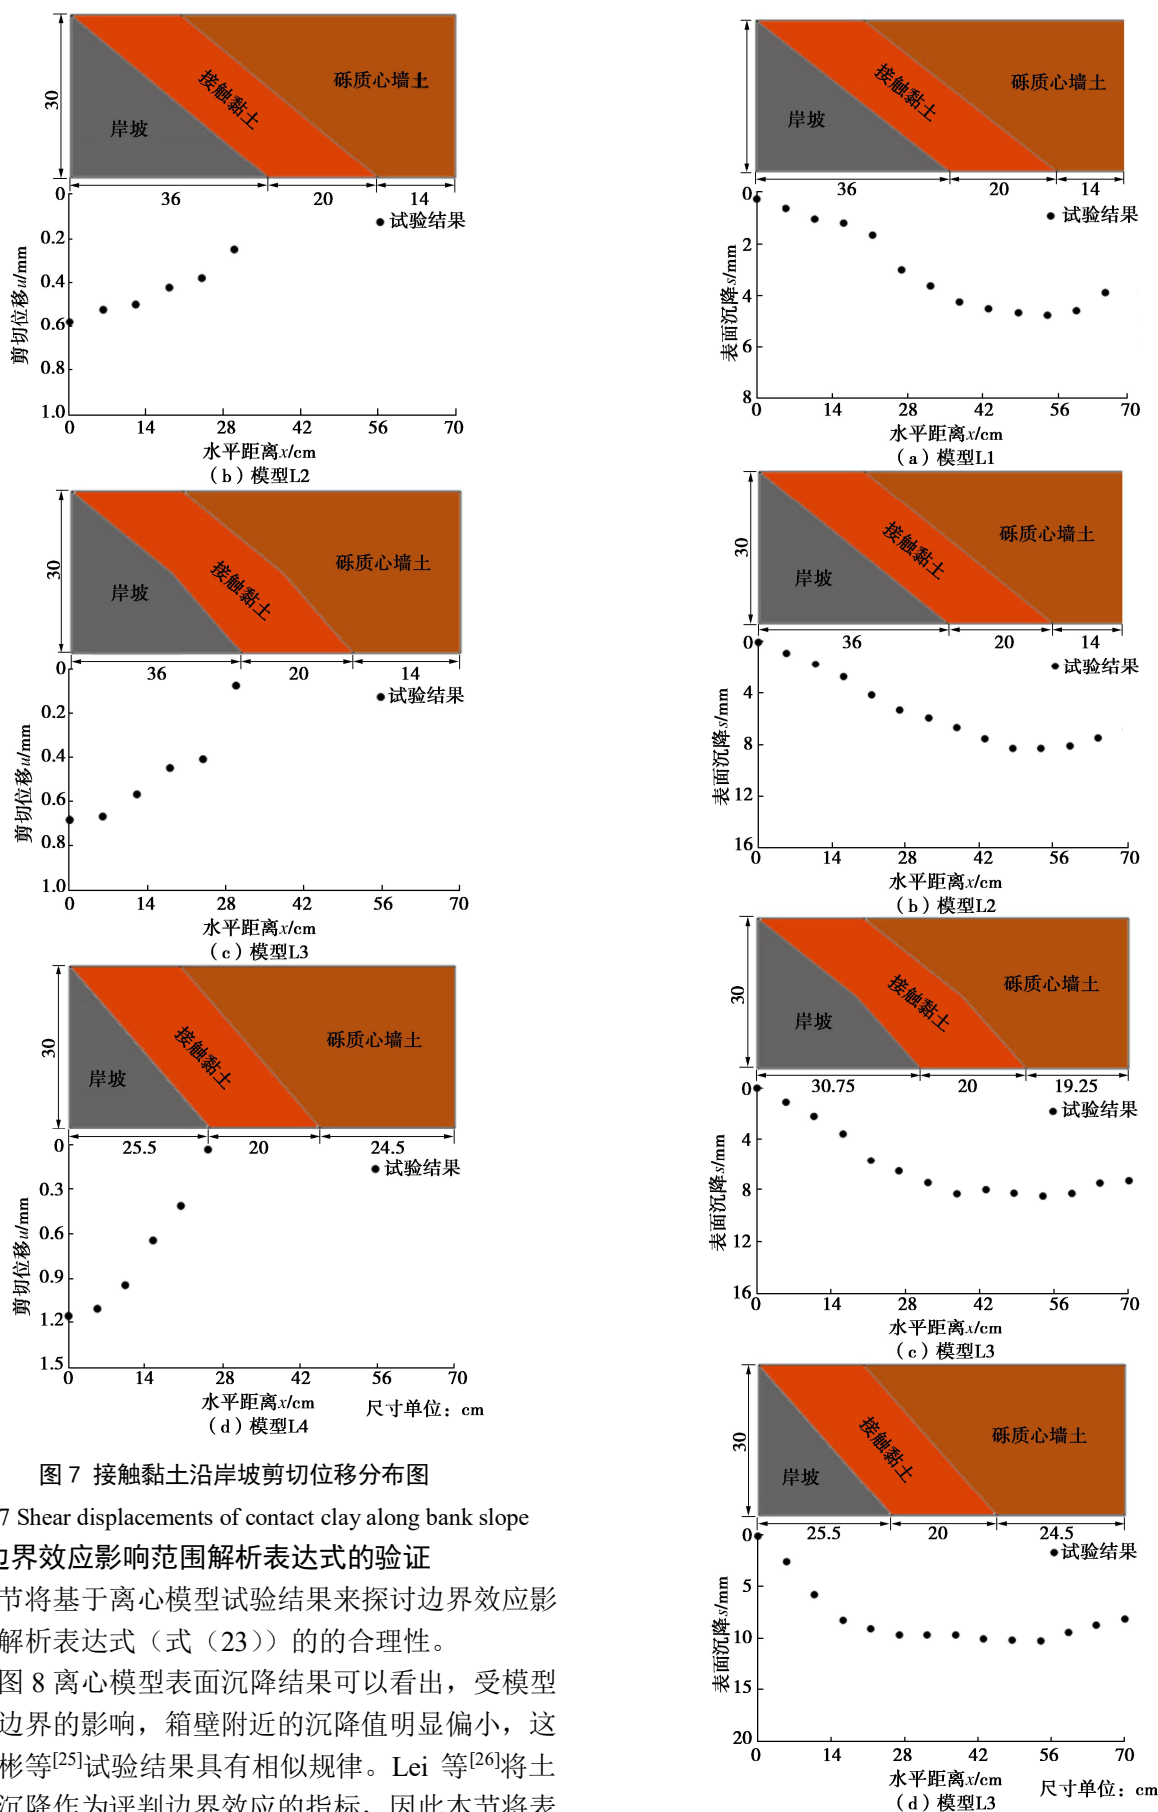 30
岸坡
接触黏土
砾质心墙土
36
20
14
0
0.2
0.4
0.6
0.8
1.0
剪切位移u/mm
试验结果
0
14
28
42
56
70
水平距离x/cm
（b）模型L2
30
岸坡
接触黏土
砾质心墙土
36
20
14
0
0.2
0.4
0.6
0.8
1.0
剪切位移u/mm
试验结果
0
14
28
42
56
70
水平距离x/cm
（c）模型L3
30
岸坡
接触黏土
砾质心墙土
25.5
20
24.5
0
0.3
0.6
0.9
1.2
1.5
剪切位移u/mm
试验结果
0
14
28
42
56
70
水平距离x/cm
尺寸单位：cm
（d）模型L4
图 7 接触黏土沿岸坡剪切位移分布图
7 Shear displacements of contact clay along bank slope
边界效应影响范围解析表达式的验证
节将基于离心模型试验结果来探讨边界效应影
解析表达式（式（23））的的合理性。
图 8 离心模型表面沉降结果可以看出，受模型
边界的影响，箱壁附近的沉降值明显偏小，这
彬等[25]试验结果具有相似规律。Lei 等[26]将土
沉降作为评判边界效应的指标，因此本节将表
岸坡
接触黏土
砾质心墙土
36
20
14
0
2
4
6
8
表面沉降s/mm
试验结果
0
14
28
42
56
70
水平距离x/cm
（a）模型L1
30
岸坡
接触黏土
砾质心墙土
36
20
14
0
4
8
12
16
表面沉降s/mm
试验结果
0
14
28
42
56
70
水平距离x/cm
（b）模型L2
30
岸坡
接触黏土
砾质心墙土
30.75
20
19.25
0
4
8
12
16
表面沉降s/mm
试验结果
0
14
28
42
56
70
水平距离x/cm
（c）模型L3
30
岸坡
接触黏土
砾质心墙土
25.5
20
24.5
0
5
10
15
20
表面沉降s/mm
试验结果
0
14
28
42
56
70
水平距离x/cm
尺寸单位：cm
（d）模型L3